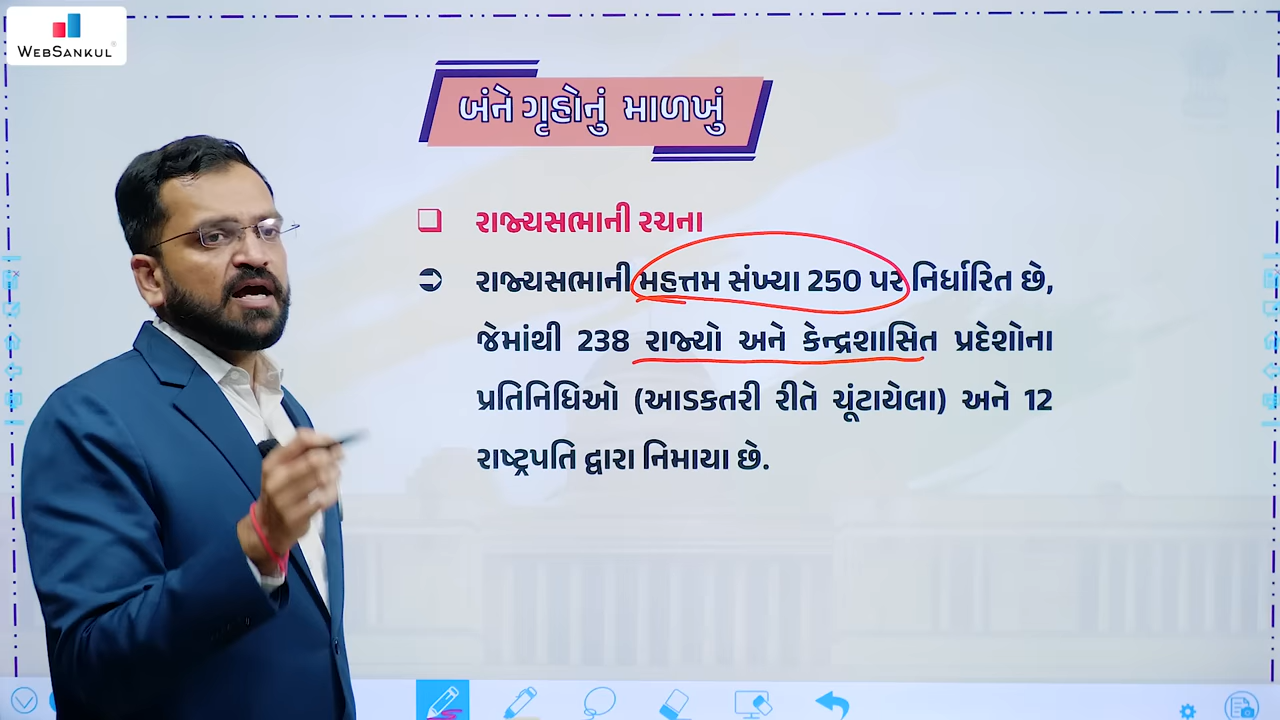 WEBSANKUL
બંને ગૃહોનું માળખું
રાજ્યસભાની રચના
રાજ્યસભાની મહત્તમ સંખ્યા 250 પર નિર્ધારિત છે,
જેમાંથી 238 રાજ્યો અને કેન્દ્રશાસિત પ્રદેશોના
પ્રતિનિધિઓ (આડકતરી રીતે ચૂંટાયેલા) અને 12
રાષ્ટ્રપતિ દ્વારા નિમાયા છે.